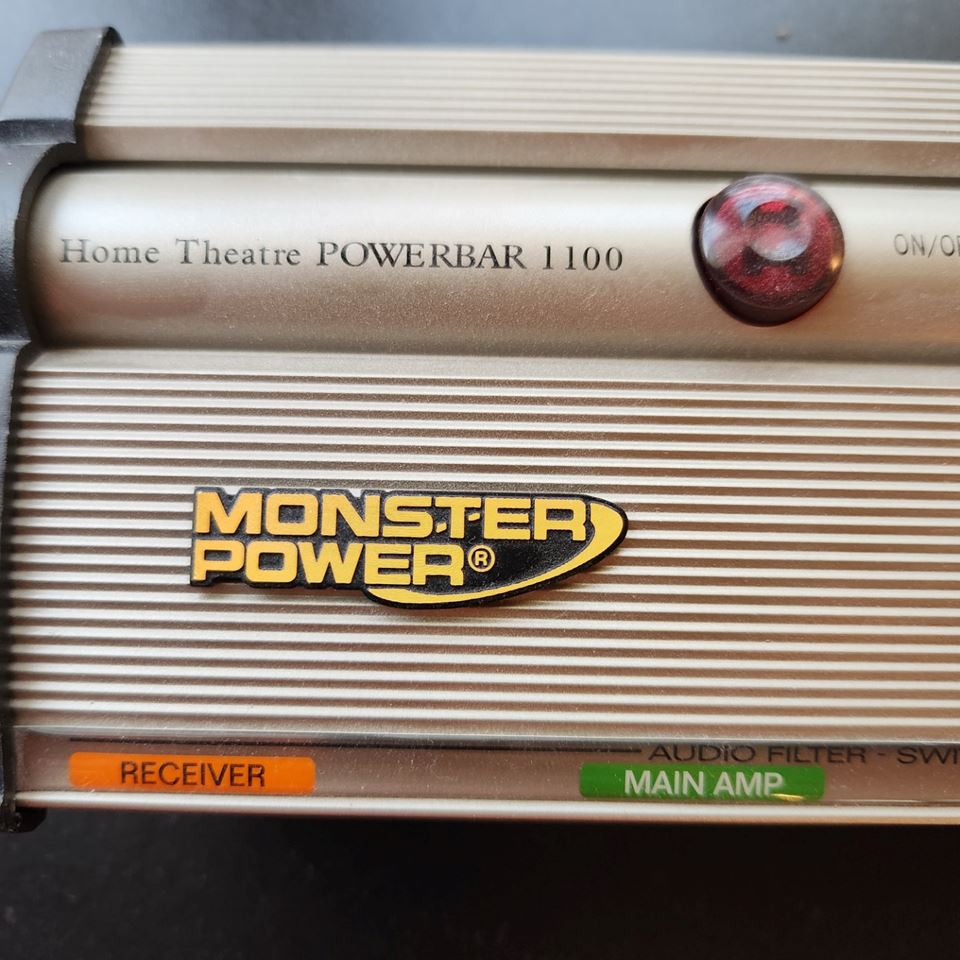 Home Theatre POWERBAR 1100
MONSTER
POWER®
AUDIO FILTER -
RECEIVER
MAIN AMP